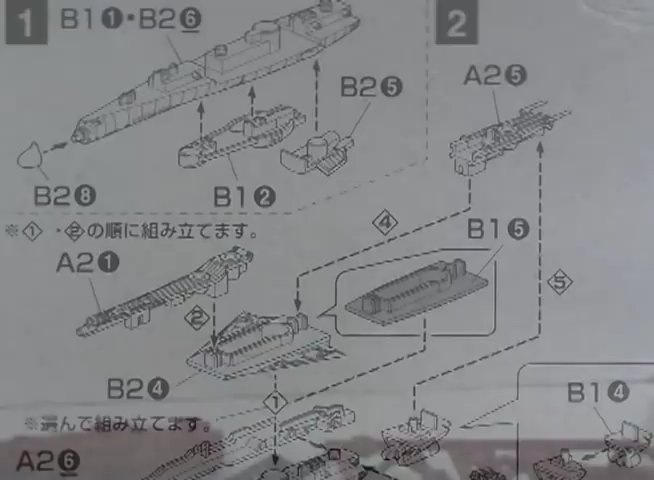 1 B1❶・B2❻
2
A2❺
B2❺
B2❽
B1❷
※◇1・◇2の順に組み立てます。
◇4
B1❺
A2❶
◇5
◇2
B2❹
◇1
B1❹
※選んで組み立てます。
A2❻